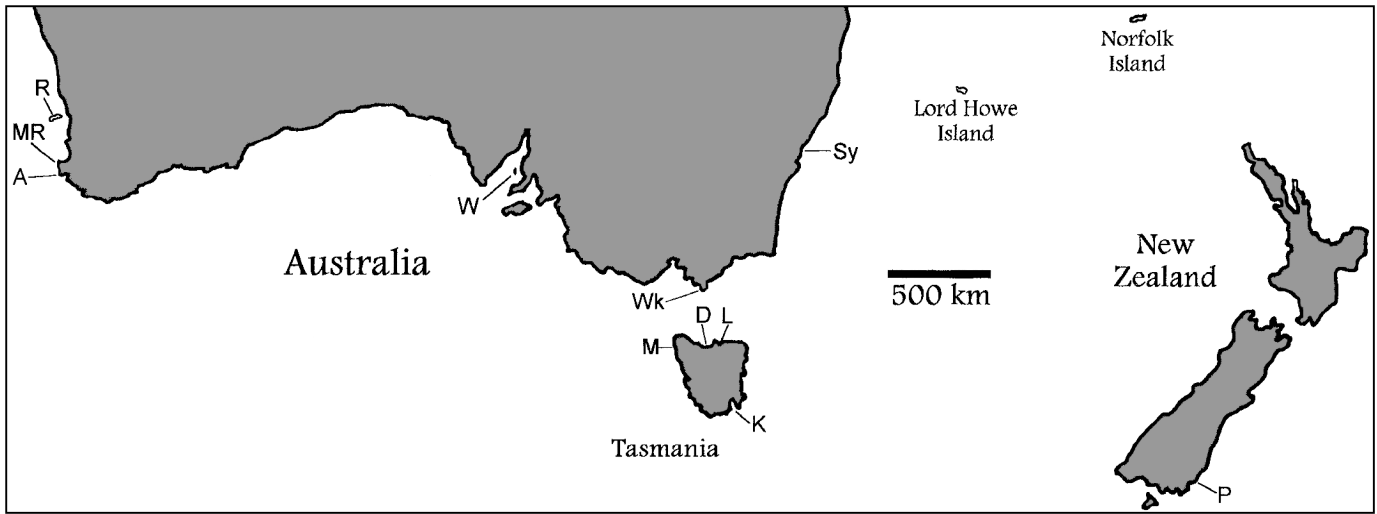 Norfolk
Island
R
Lord Howe
Island
MR
Sy
A
W
Australia
New
Zealand
500 km
Wk
D L
M
K
Tasmania
P